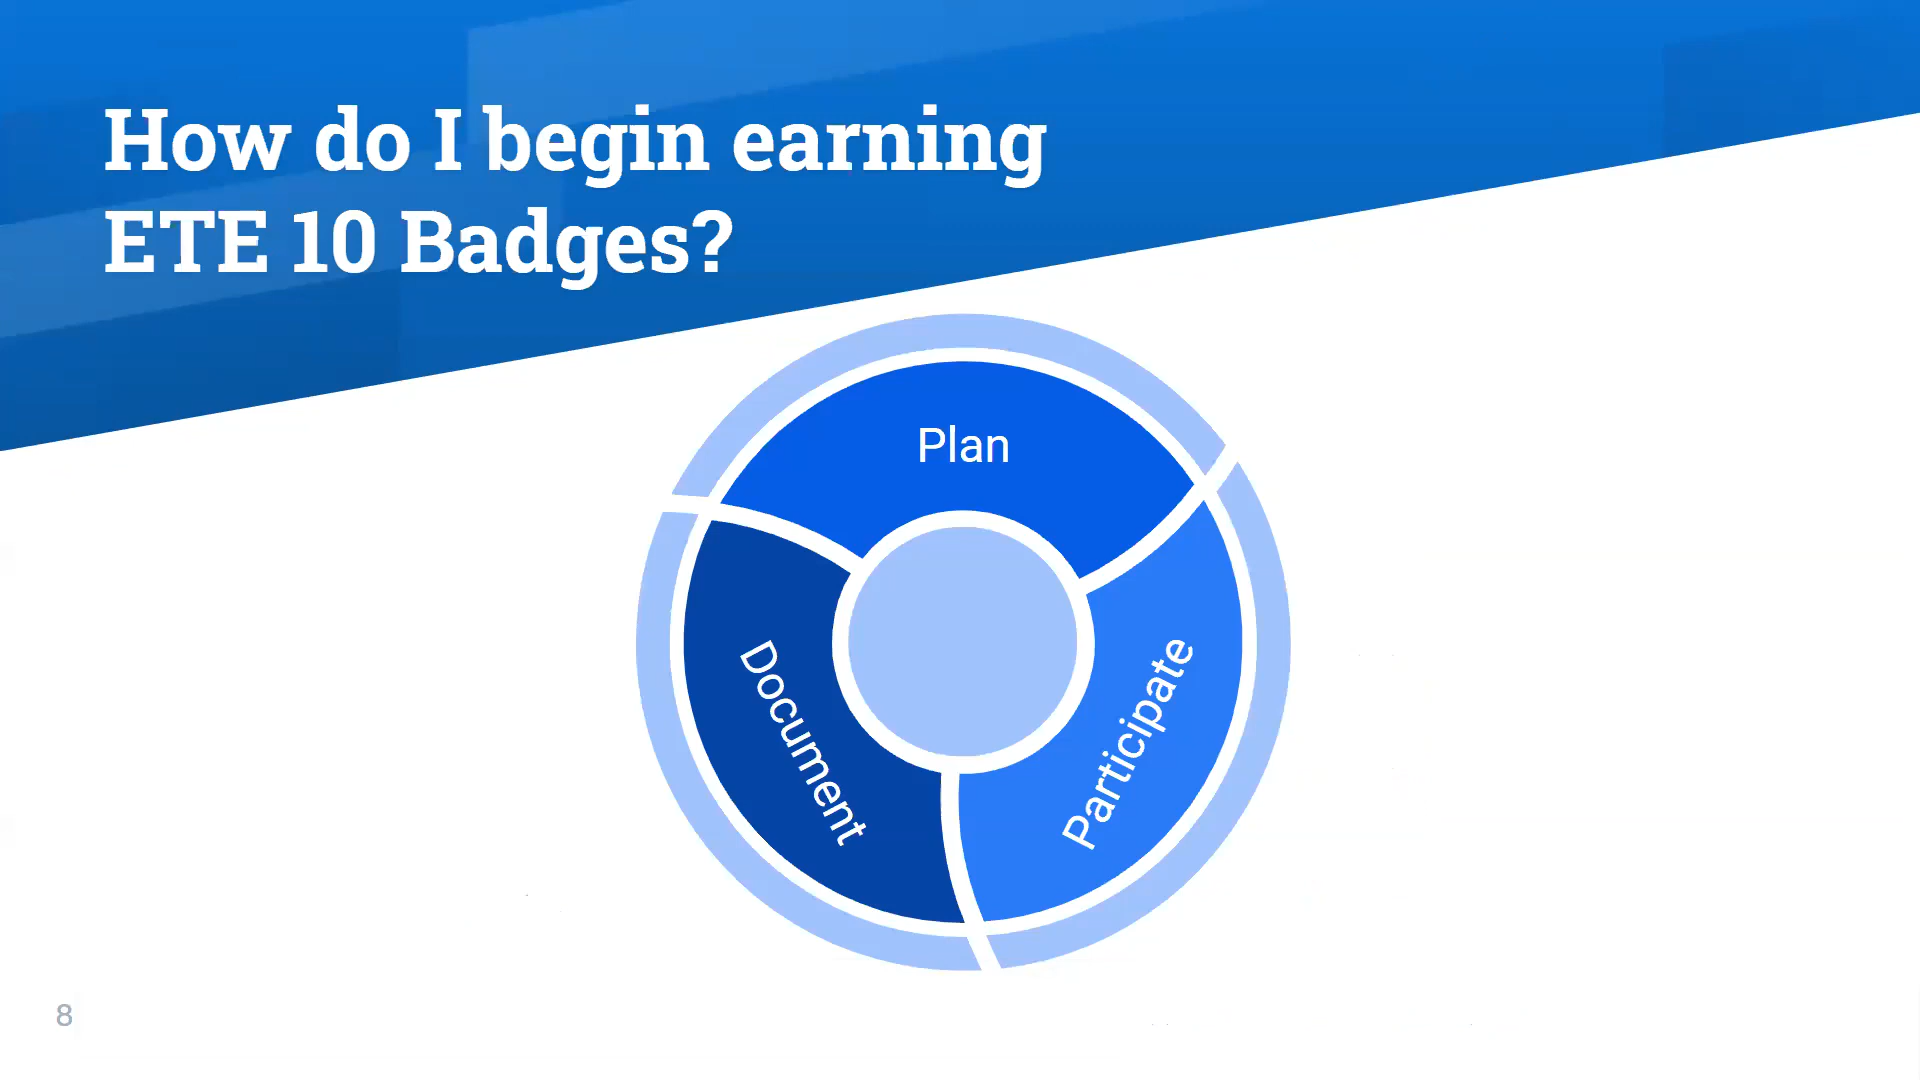 How do I begin earning
ETE 10 Badges?
Plan
Participate
Document
8